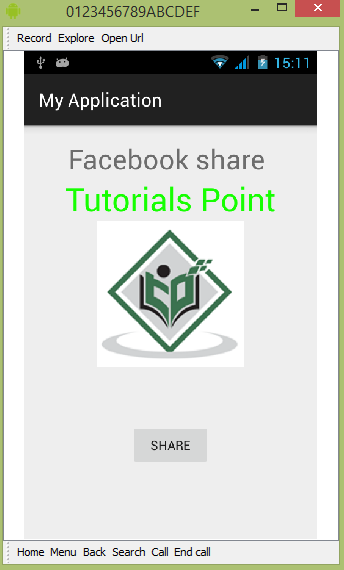 0123456789ABCDEF
Record Explore Open Url
15:11
My Application
Facebook share
Tutorials Point
SHARE
Home Menu Back Search Call End call